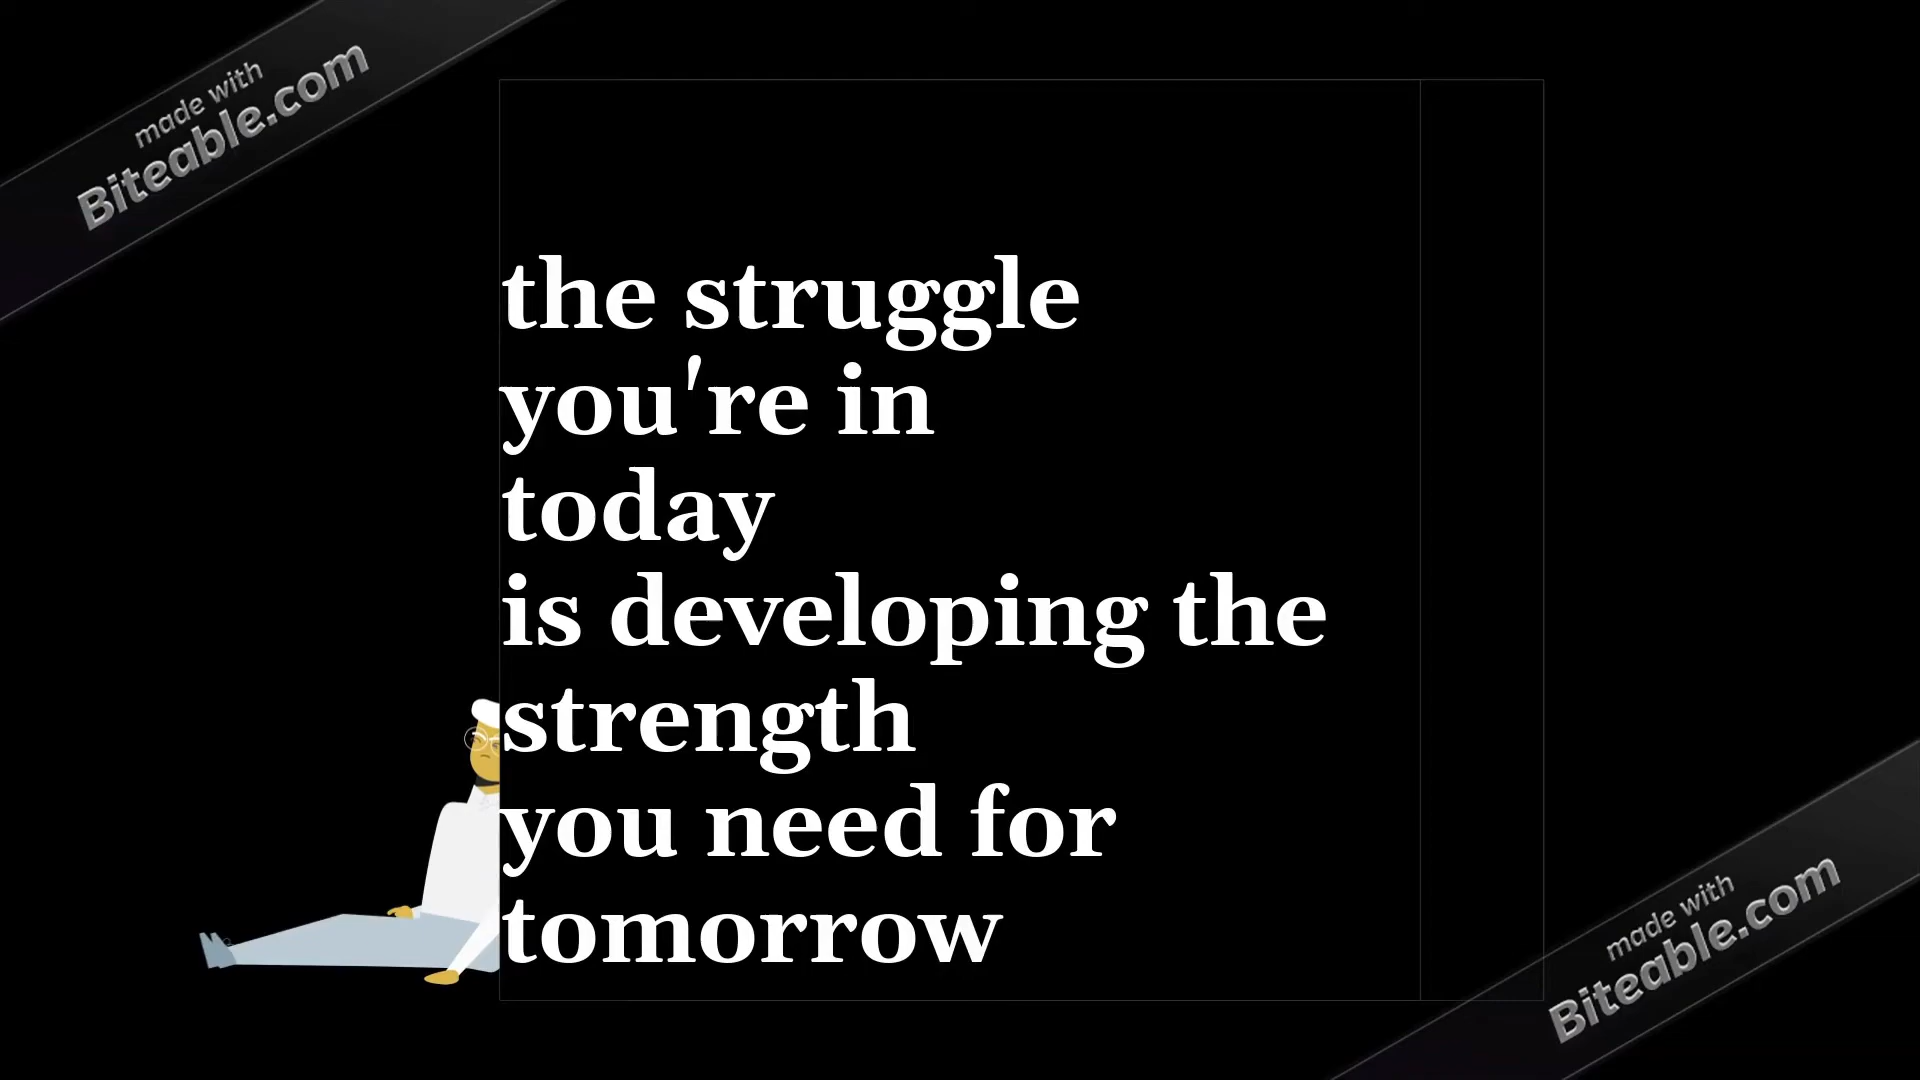 made with
Biteable.com
the struggle
you're in
today
is developing the
strength
you need for
tomorrow
made with
Biteable.com